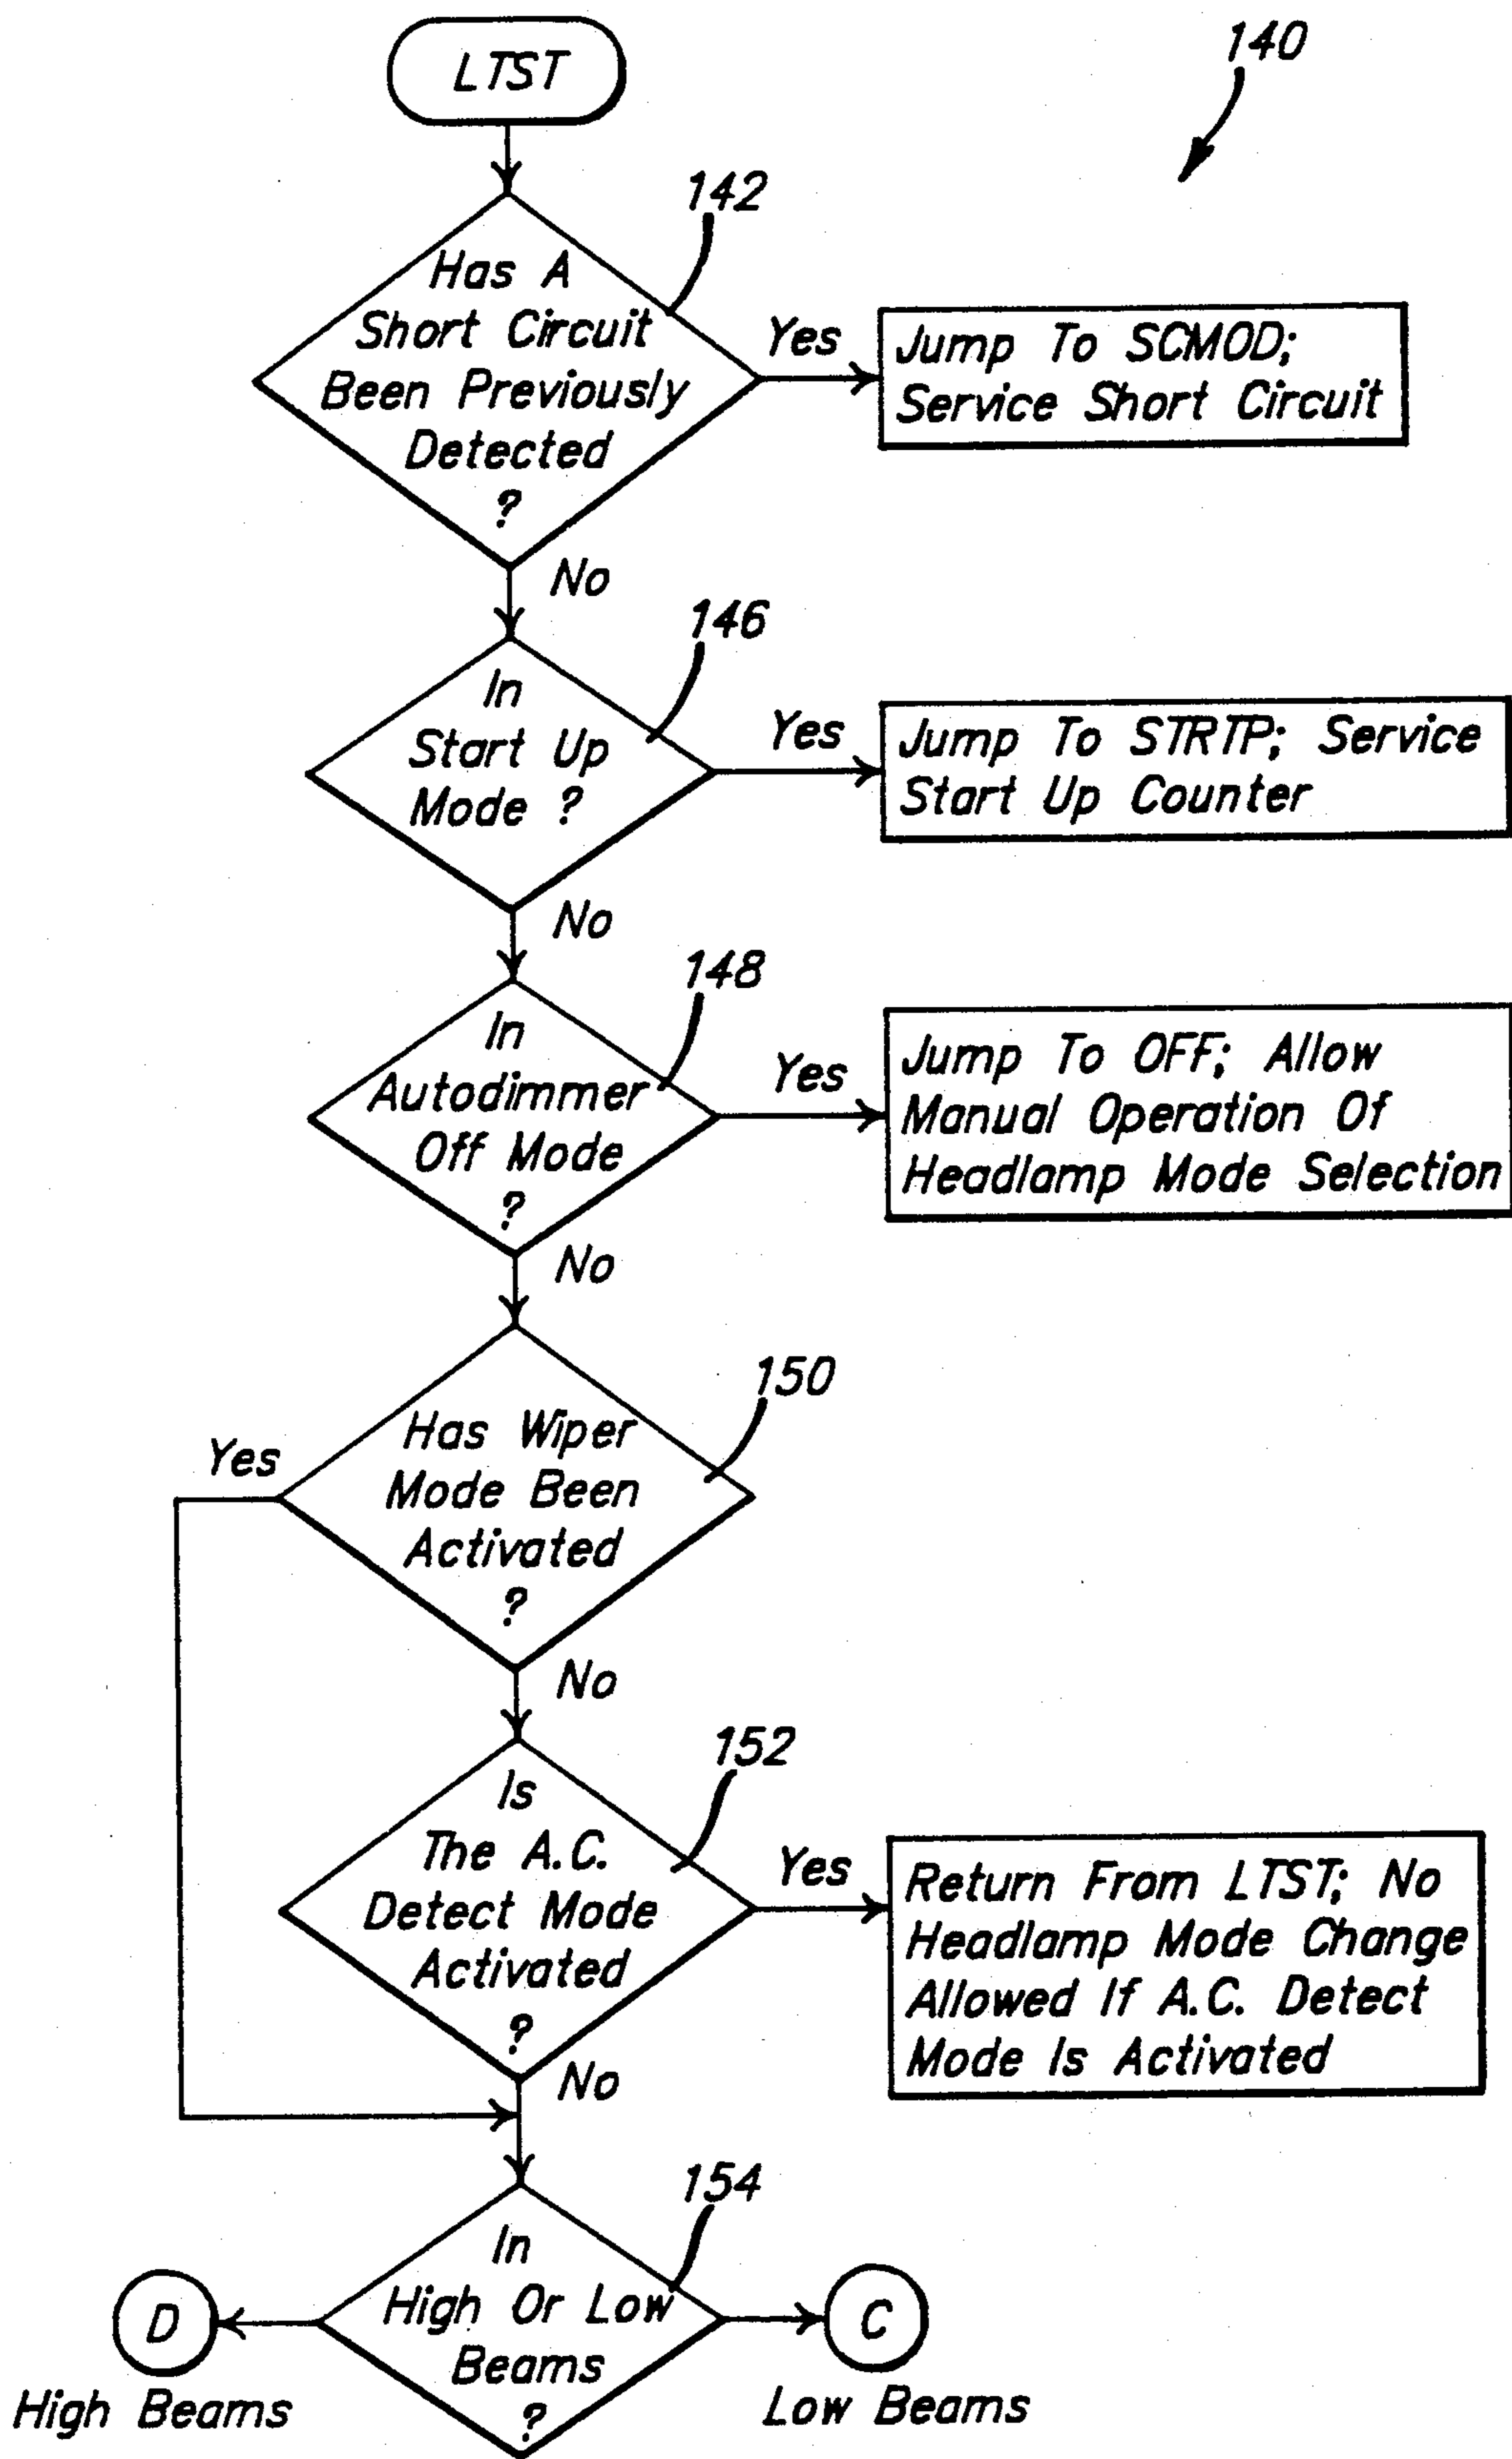 LTST
140
142
Has A
Short Circuit
Been Previously
Detected
?
Yes
Jump To SCMOD;
Service Short Circuit
No
146
In
Start Up
Mode ?
Yes
Jump To STRTP; Service
Start Up Counter
No
148
In
Autodimmer
Off Mode
?
Yes
Jump To OFF; Allow
Manual Operation Of
Headlamp Mode Selection
No
150
Has Wiper
Mode Been
Activated
?
Yes
No
152
Is
The A.C.
Detect Mode
Activated
?
Yes
Return From LTST; No
Headlamp Mode Change
Allowed If A.C. Detect
Mode Is Activated
No
154
In
High Or Low
Beams
?
D
High Beams
C
Low Beams